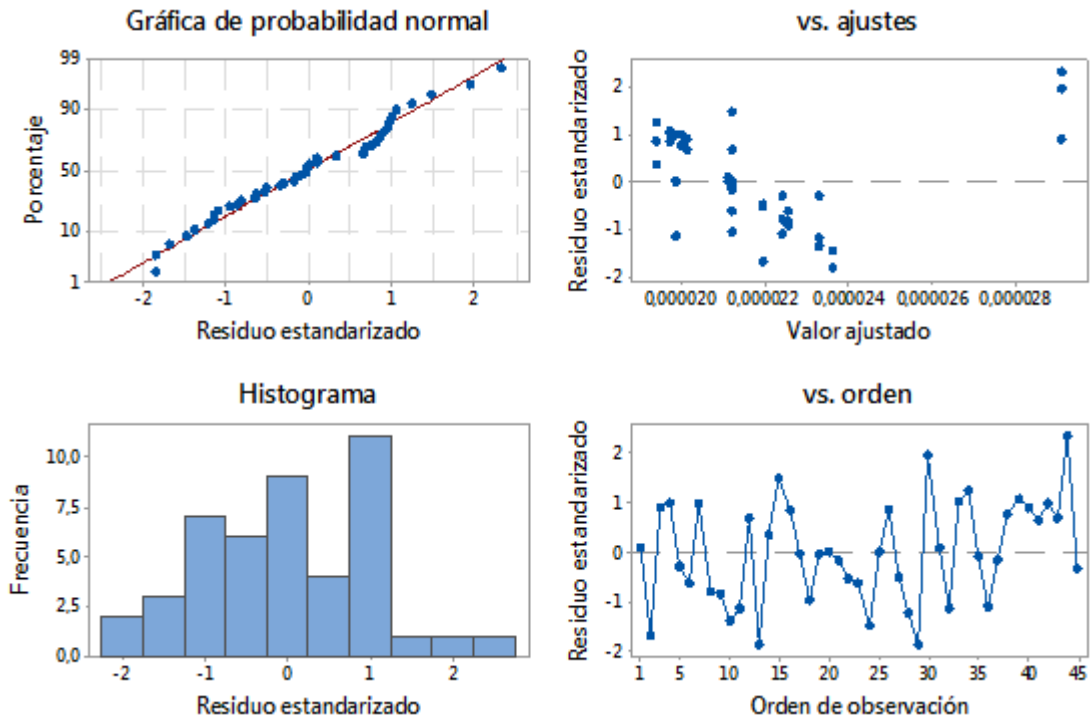 Gráfica de probabilidad normal
99
90
50
10
1
Porcentaje
-2 -1 0 1 2
Residuo estandarizado
vs. ajustes
2
1
0
-1
-2
Residuo estandarizado
0,000020 0,000022 0,000024 0,000026 0,000028
Valor ajustado
Histograma
10,0
7,5
5,0
2,5
0,0
Frecuencia
-2 -1 0 1 2
Residuo estandarizado
vs. orden
2
1
0
-1
-2
Residuo estandarizado
1 5 10 15 20 25 30 35 40 45
Orden de observación